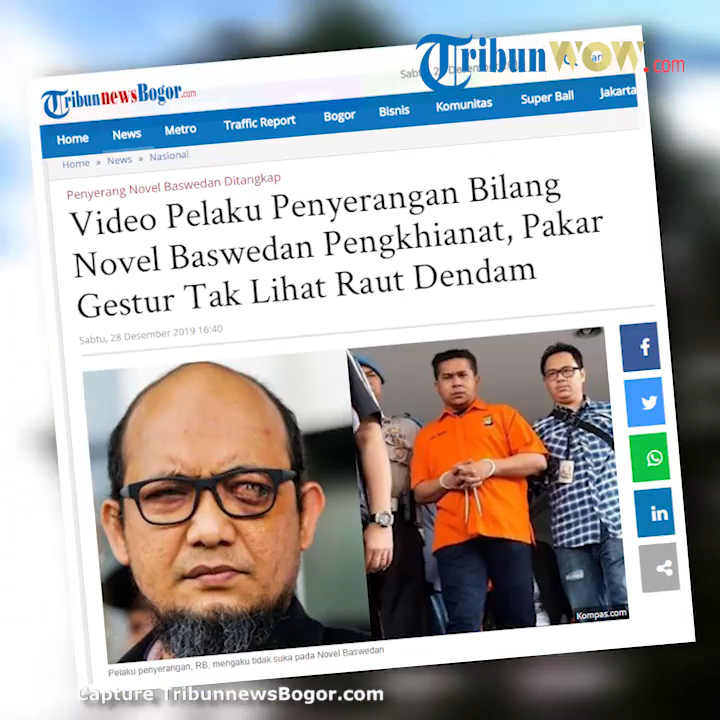 TribunWOW.com
TribunnewsBogor.com
Home News Metro Traffic Report Bogor Bisnis Komunitas Super Ball Jakarta
Home » News » Nasional
Penyerang Novel Baswedan Ditangkap
Video Pelaku Penyerangan Bilang
Novel Baswedan Pengkhianat, Pakar
Gestur Tak Lihat Raut Dendam
Sabtu, 28 Desember 2019 16:40
Kompas.com
Pelaku penyerangan, RB, mengaku tidak suka pada Novel Baswedan
Capture TribunnewsBogor.com